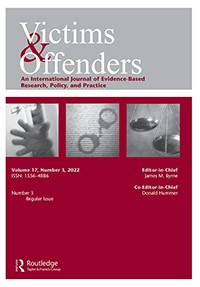 Victims
& Offenders
An International Journal of Evidence-Based
Research, Policy, and Practice
Volume 17, Number 3, 2022
ISSN: 1556-4886
Editor-in-Chief
James M. Byrne
Co-Editor-in-Chief
Donald Hummer
Number 3
Regular Issue
Routledge
Taylor & Francis Group